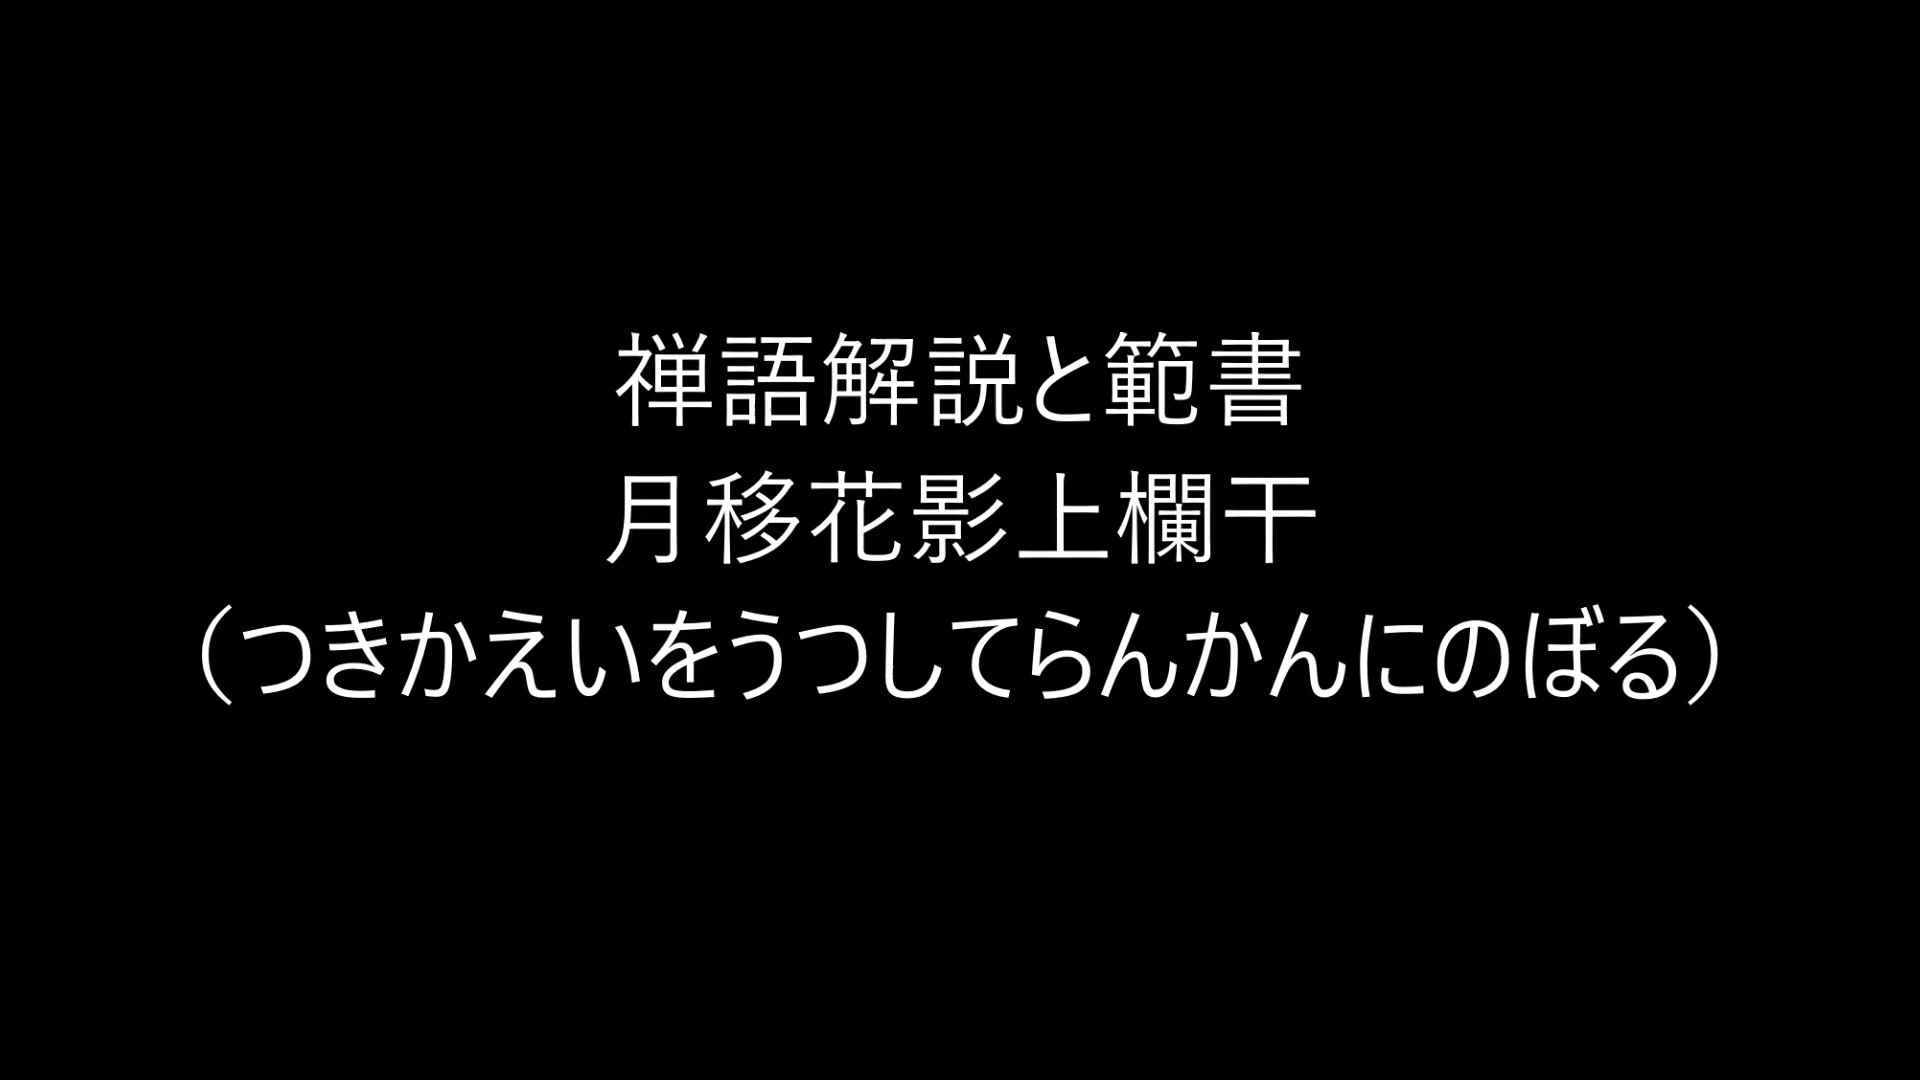 禅語解説と範書
月移花影上欄干
（つきかえいをうつしてらんかんにのぼる）